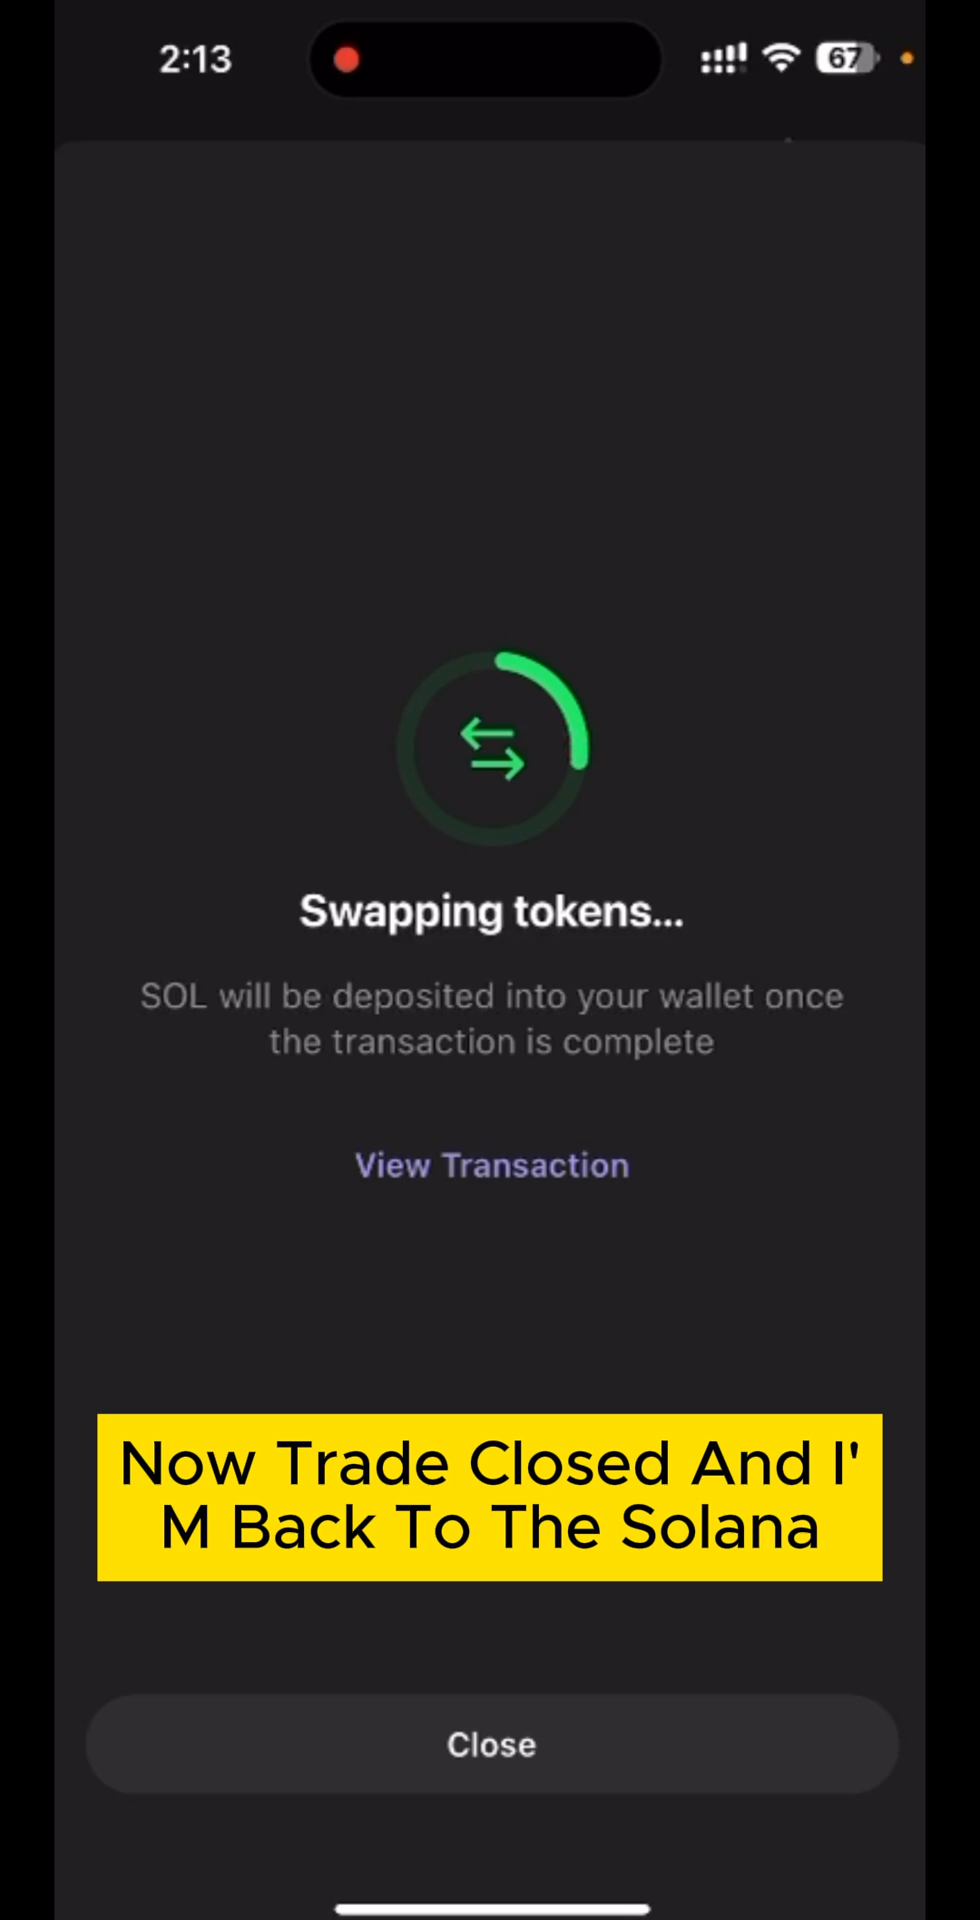 2:13
67
Swapping tokens...
SOL will be deposited into your wallet once
the transaction is complete
View Transaction
Now Trade Closed And I'
M Back To The Solana
Close